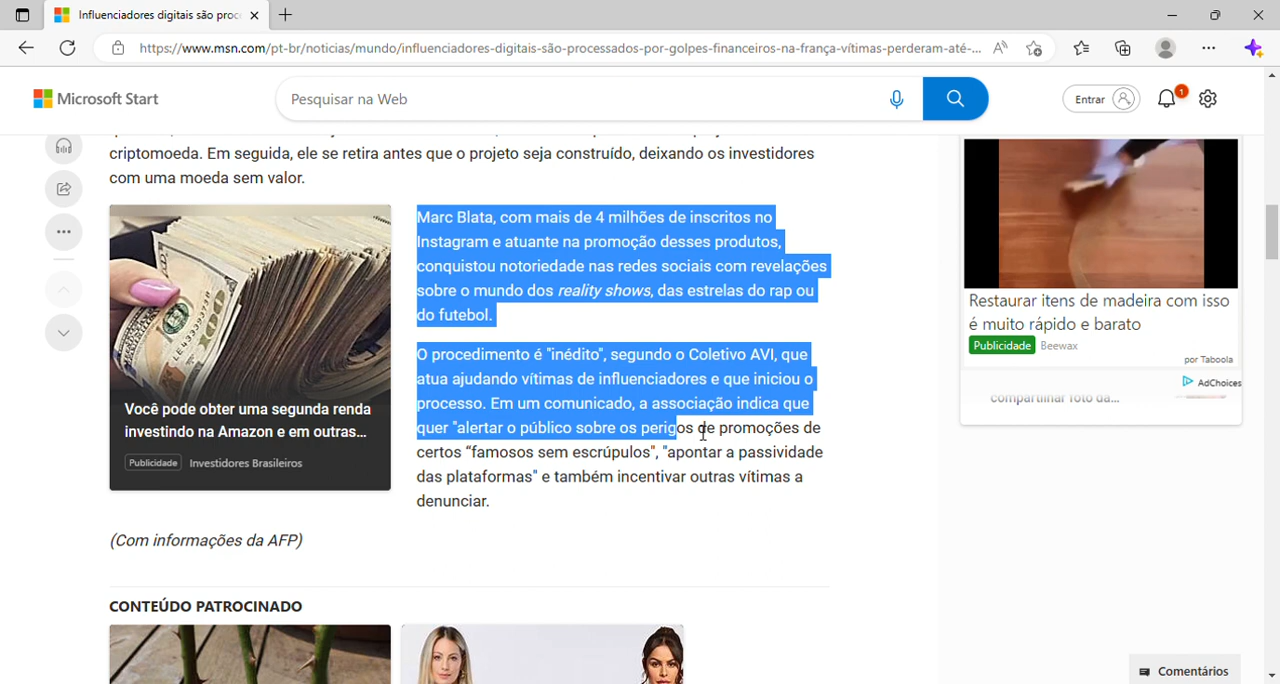 Influenciadores digitais são proc
https://www.msn.com/pt-br/noticias/mundo/influenciadores-digitais-são-processados-por-golpes-financeiros-na-frança-vítimas-perderam-até-...
Microsoft Start
Pesquisar na Web
Entrar
1
criptomoeda. Em seguida, ele se retira antes que o projeto seja construído, deixando os investidores
com uma moeda sem valor.
Marc Blata, com mais de 4 milhões de inscritos no
Instagram e atuante na promoção desses produtos,
conquistou notoriedade nas redes sociais com revelações
sobre o mundo dos reality shows, das estrelas do rap ou
do futebol.
O procedimento é "inédito", segundo o Coletivo AVI, que
atua ajudando vítimas de influenciadores e que iniciou o
processo. Em um comunicado, a associação indica que
quer "alertar o público sobre os perigos de promoções de
certos “famosos sem escrúpulos", "apontar a passividade
das plataformas" e também incentivar outras vítimas a
denunciar.
Você pode obter uma segunda renda
investindo na Amazon e em outras...
Publicidade Investidores Brasileiros
(Com informações da AFP)
CONTEÚDO PATROCINADO
Restaurar itens de madeira com isso
é muito rápido e barato
Publicidade Beewax
por Taboola
AdChoices
compartilhar foto da...
Comentários